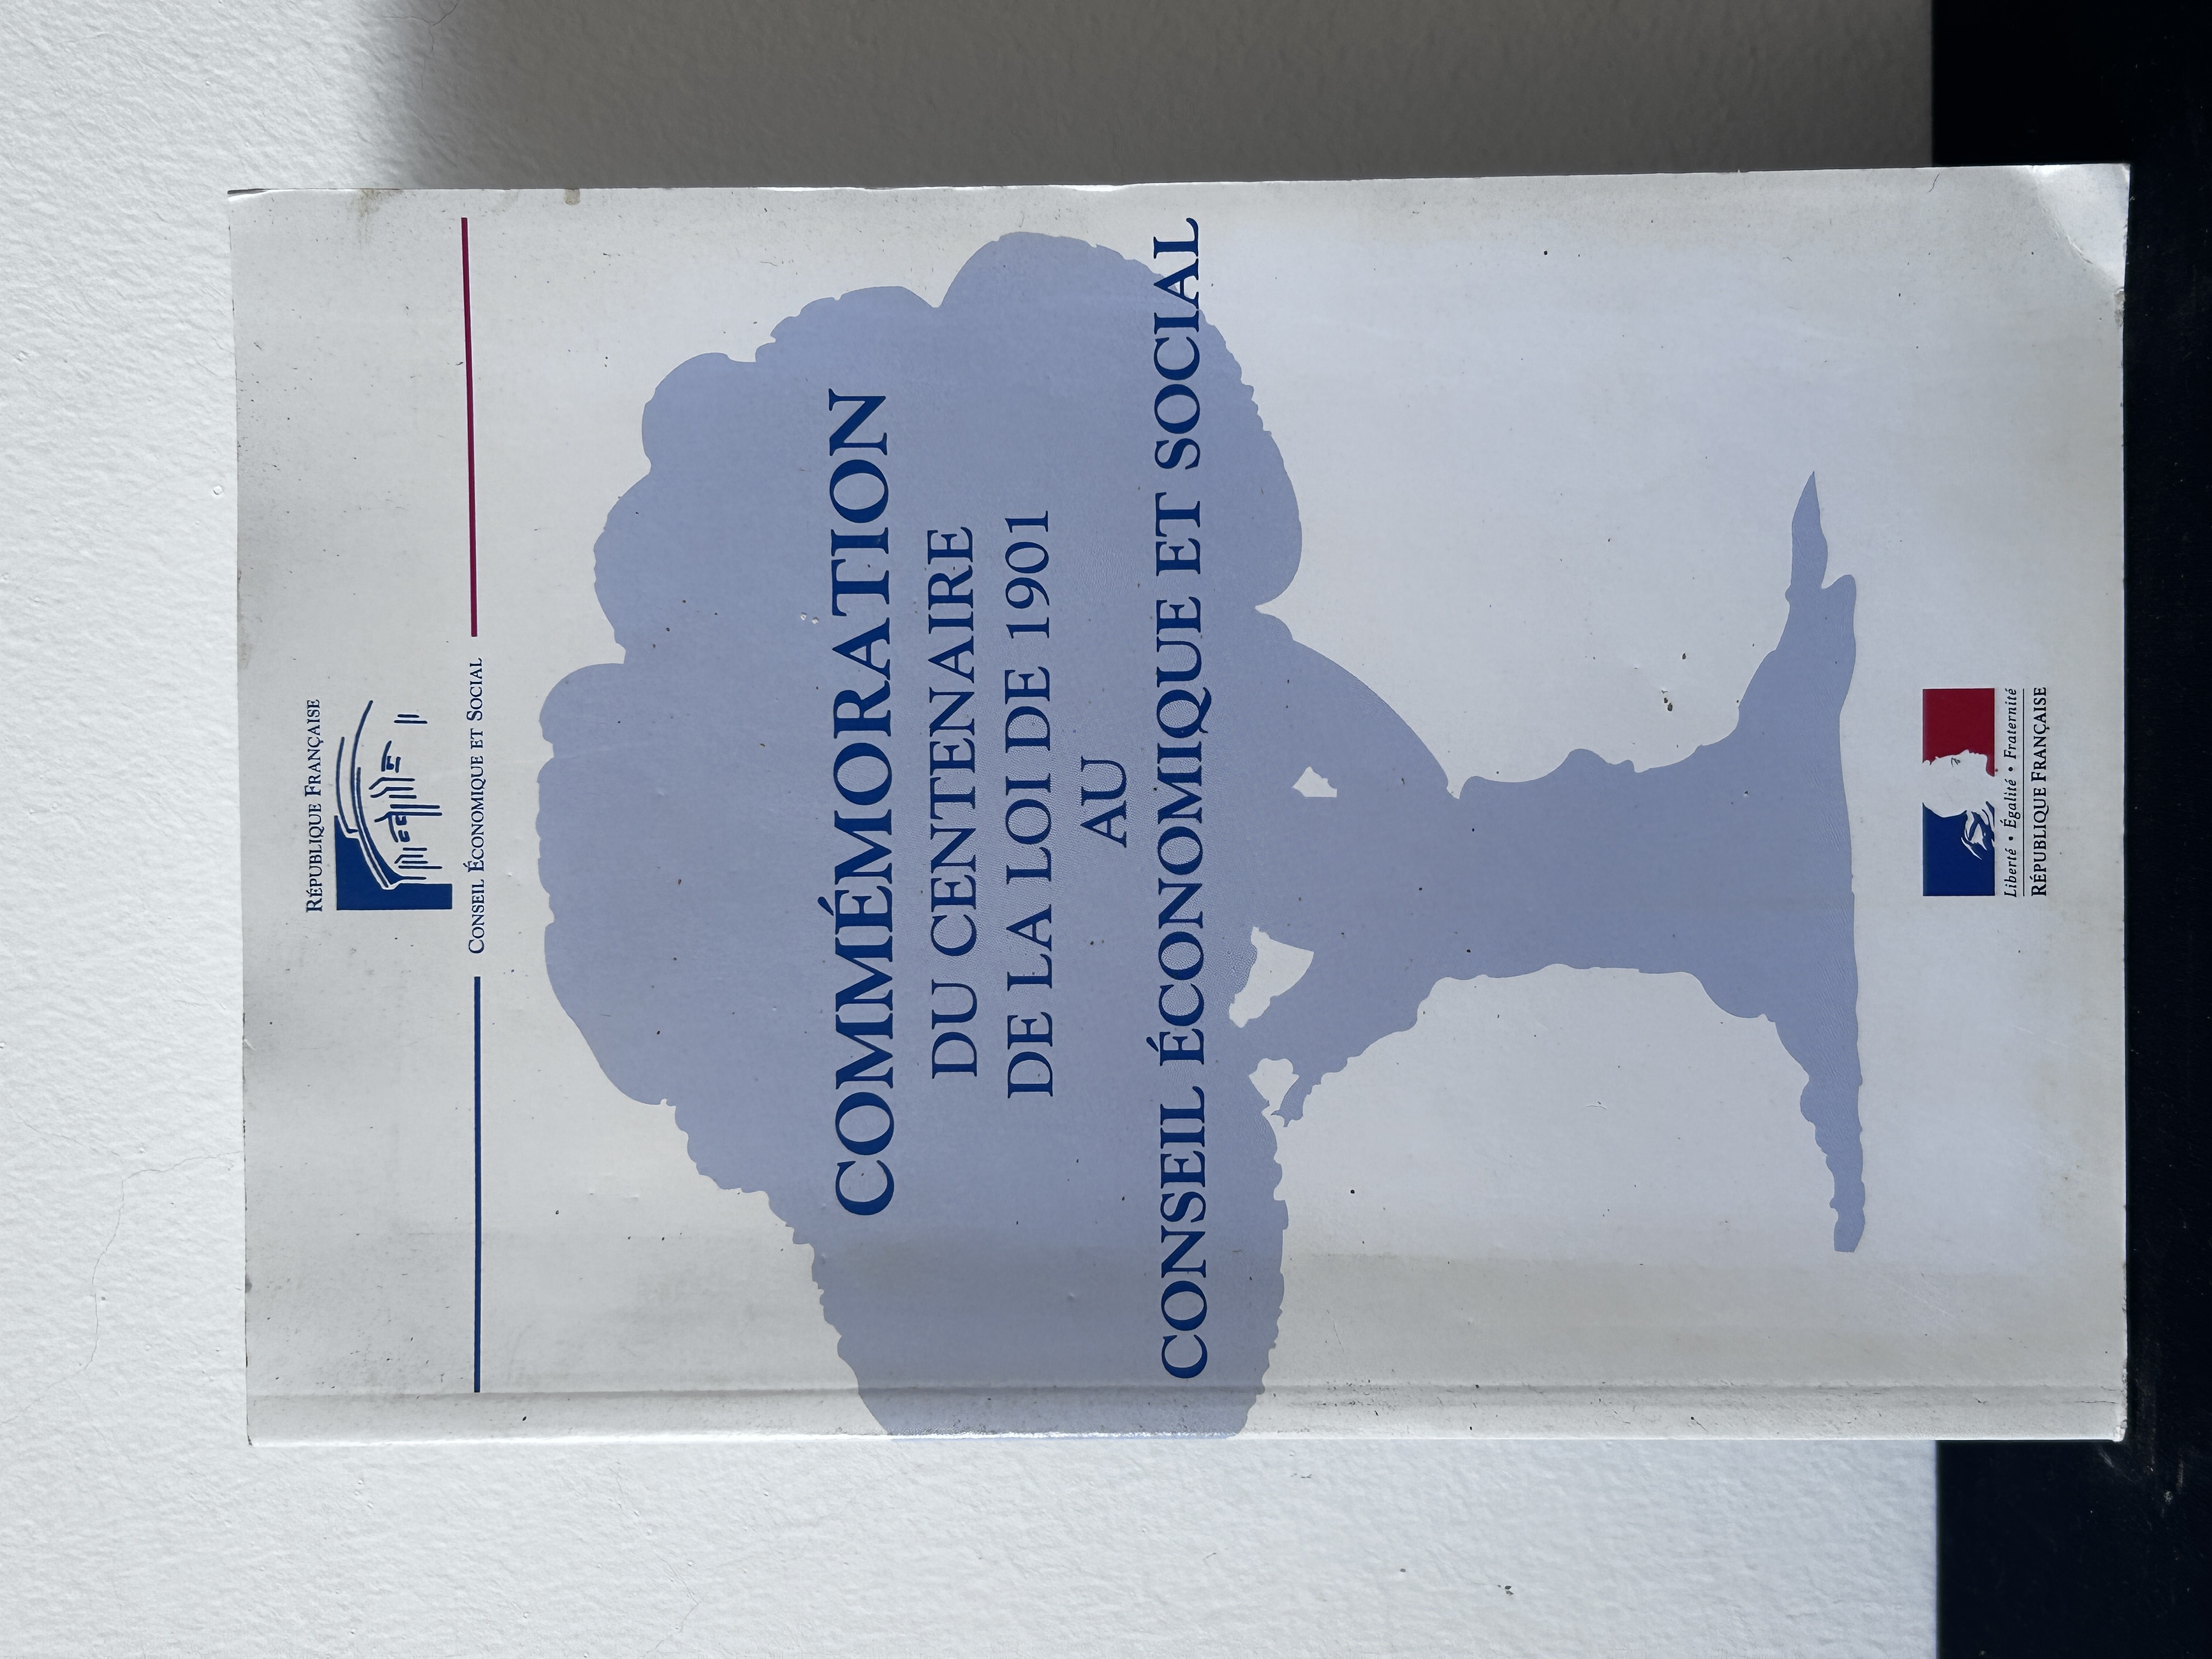 RÉPUBLIQUE FRANÇAISE
CONSEIL ÉCONOMIQUE ET SOCIAL
COMMÉMORATION
DU CENTENAIRE
DE LA LOI DE 1901
AU
CONSEIL ÉCONOMIQUE ET SOCIAL
Liberté • Égalité • Fraternité
RÉPUBLIQUE FRANÇAISE